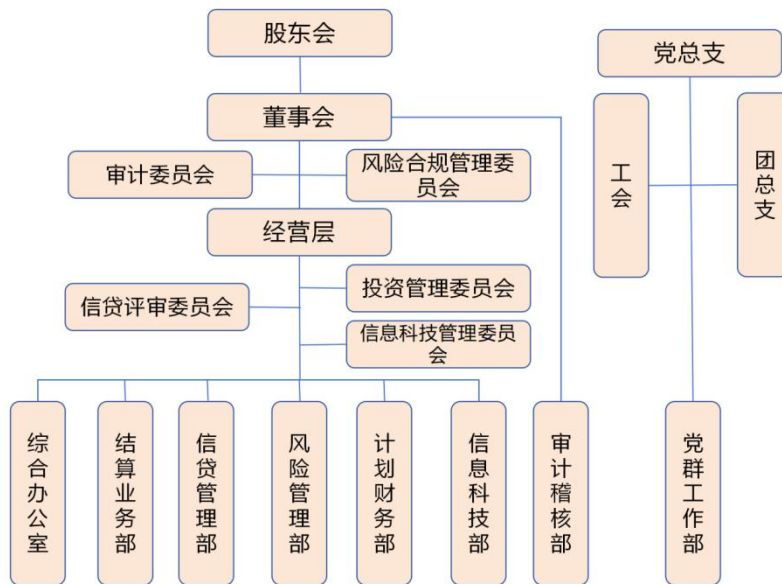 股东会
党总支
董事会
工会
团总支
审计委员会
风险合规管理委
员会
经营层
投资管理委员会
信贷评审委员会
信息科技管理委
员会
综合办公室
结算业务部
信贷管理部
风险管理部
计划财务部
信息科技部
审计稽核部
党群工作部